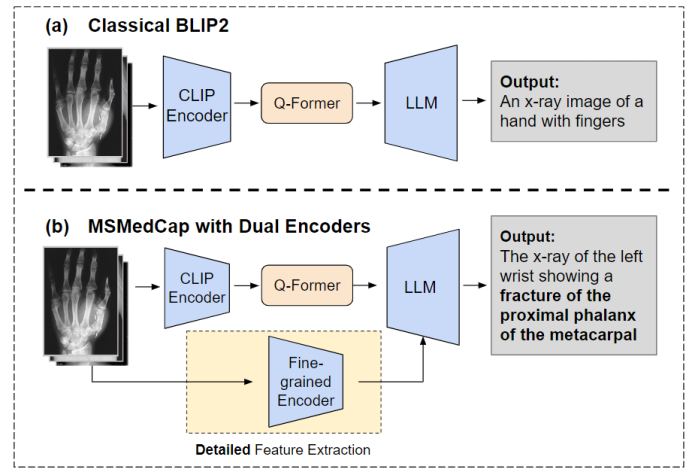 (a) Classical BLIP2
CLIP
Encoder
Q-Former
LLM
Output:
An x-ray image of a
hand with fingers
(b) MSMedCap with Dual Encoders
CLIP
Encoder
Q-Former
LLM
Output:
The x-ray of the left
wrist showing a
fracture of the
proximal phalanx
of the metacarpal
Fine-
grained
Encoder
Detailed Feature Extraction